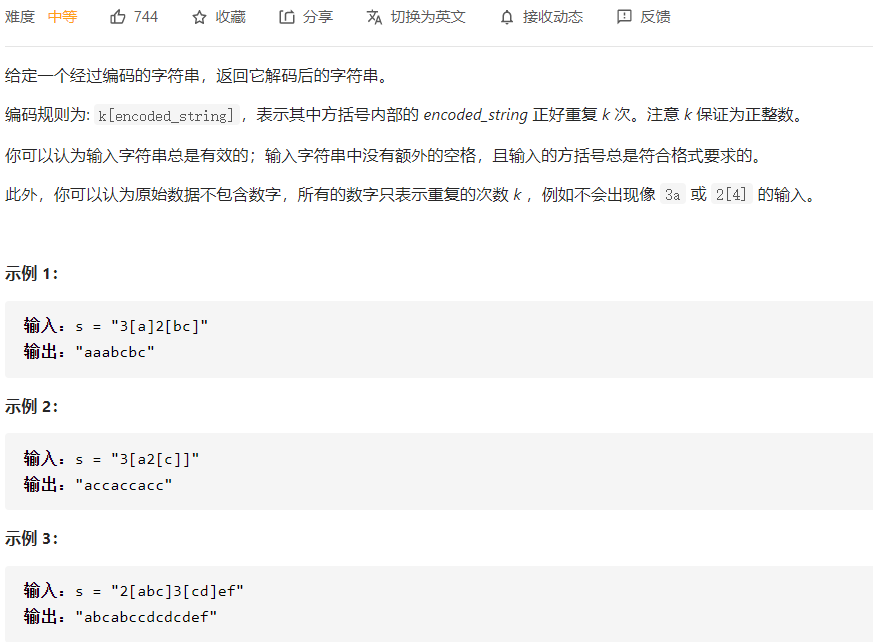 难度 中等 744 收藏 分享 切换为英文 接收动态 反馈
给定一个经过编码的字符串，返回它解码后的字符串。
编码规则为: k[encoded_string]，表示其中方括号内部的 encoded_string 正好重复 k 次。注意 k 保证为正整数。
你可以认为输入字符串总是有效的；输入字符串中没有额外的空格，且输入的方括号总是符合格式要求的。
此外，你可以认为原始数据不包含数字，所有的数字只表示重复的次数 k ，例如不会出现像 3a 或 2[4] 的输入。
示例 1：
输入：s = "3[a]2[bc]"
输出："aaabcbc"
示例 2：
输入：s = "3[a2[c]]"
输出："accaccacc"
示例 3：
输入：s = "2[abc]3[cd]ef"
输出："abcabccdcdcdef"